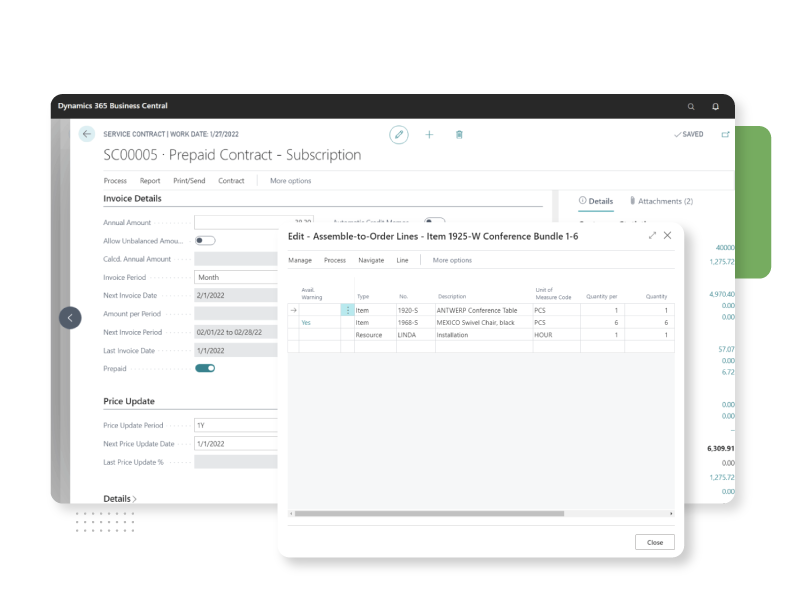 Dynamics 365 Business Central
SERVICE CONTRACT | WORK DATE: 1/27/2022
✓SAVED
SC00005 · Prepaid Contract - Subscription
Process Report Print/Send Contract More options
Invoice Details
Details Attachments (2)
Annual Amount
Allow Unbalanced Amou...
Calcd. Annual Amount
Invoice Period Month
Next Invoice Date 2/1/2022
Amount per Period
Next Invoice Period 02/01/22 to 02/28/22
Last Invoice Date 1/1/2022
Prepaid
Price Update
Price Update Period 1Y
Next Price Update Date 1/1/2022
Last Price Update %
Details >
Edit - Assemble-to-Order Lines - Item 1925-W Conference Bundle 1-6
Manage Process Navigate Line More options
Avail. Warning Type No. Description Unit of Measure Code Quantity per Quantity
→ Item 1920-S ANTWERP Conference Table PCS 1 1
Yes Item 1968-S MEXICO Swivel Chair, black PCS 6 6
Resource LINDA Installation HOUR 1 1
Close
40000
1,275.72
4,970.40
0.00
0.00
57.07
0.00
6.72
0.00
0.00
6,309.91
0.00
1,275.72
0.00